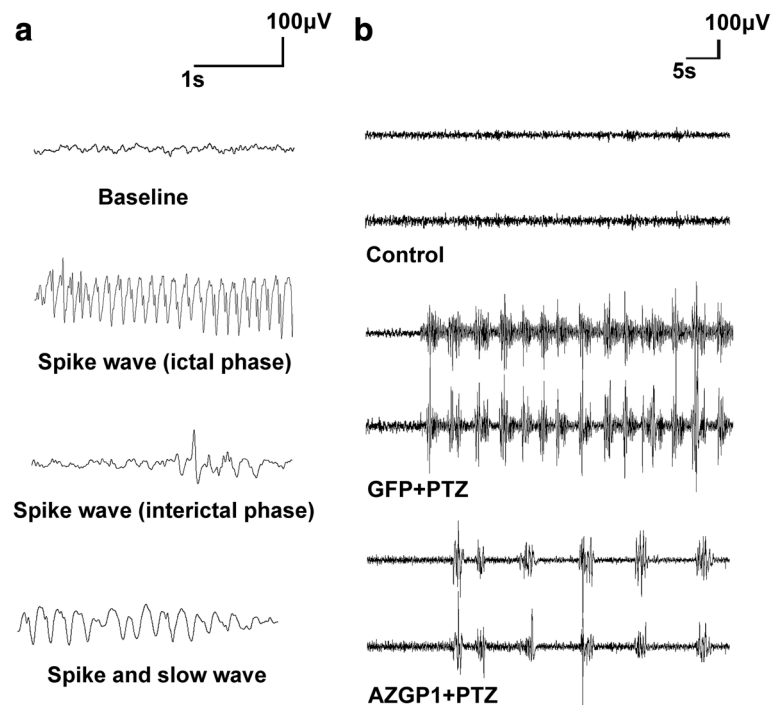 a
100μV
1s
Baseline
Spike wave (ictal phase)
Spike wave (interictal phase)
Spike and slow wave
b
100μV
5s
Control
GFP+PTZ
AZGP1+PTZ